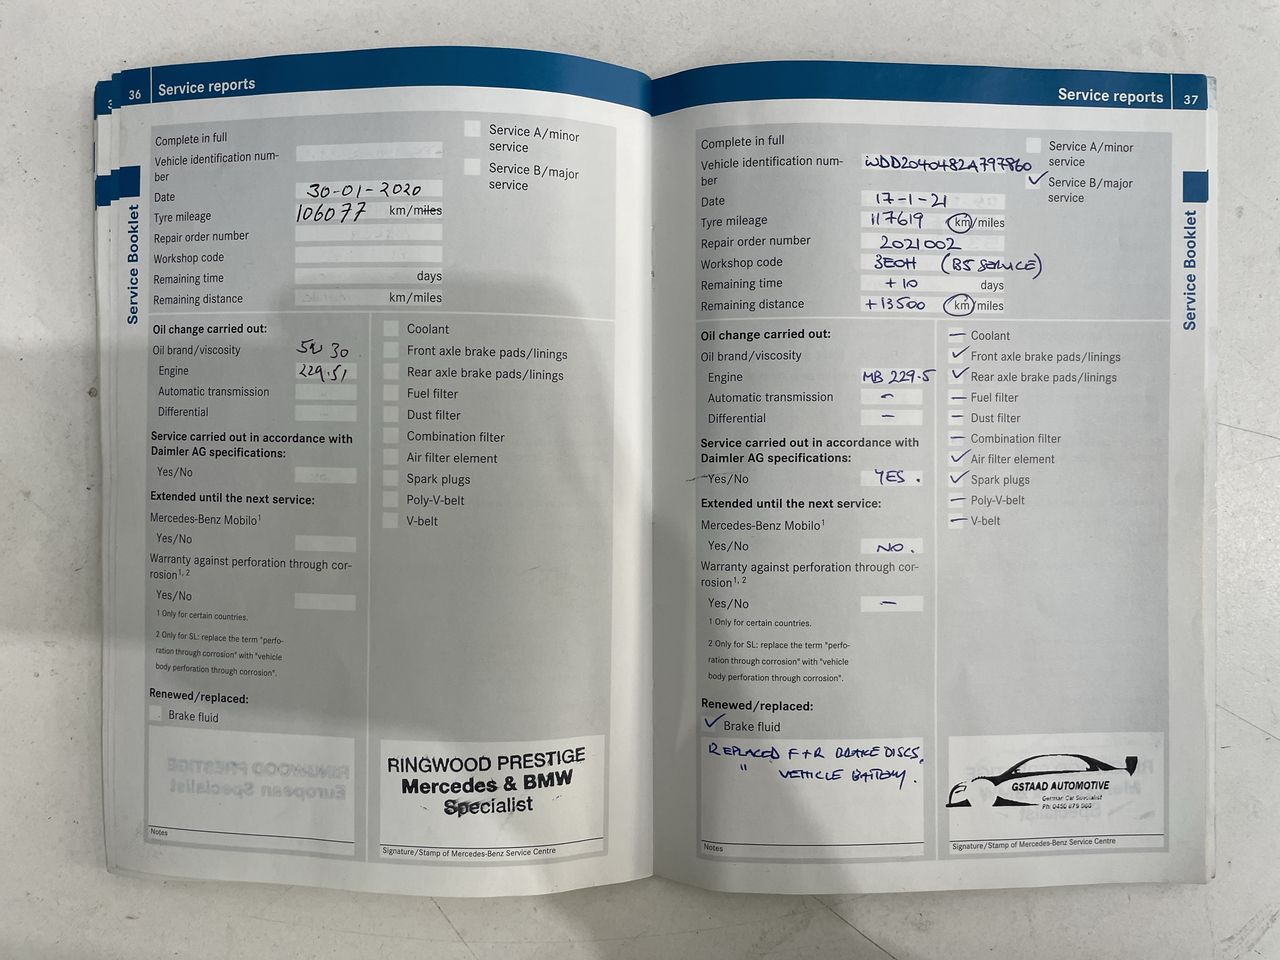 36 Service reports
Complete in full
Vehicle identification num-
ber
Date 30-01-2020
Tyre mileage 106077 km/miles
Repair order number
Workshop code
Remaining time days
Remaining distance km/miles
Service A/minor
service
Service B/major
service
Service Booklet
Oil change carried out:
Oil brand/viscosity 5W 30
Engine 229.51
Automatic transmission
Differential
Service carried out in accordance with
Daimler AG specifications:
Yes/No
Extended until the next service:
Mercedes-Benz Mobilo1
Yes/No
Warranty against perforation through cor-
rosion1, 2
Yes/No
1 Only for certain countries.
2 Only for SL: replace the term "perfo-
ration through corrosion" with "vehicle
body perforation through corrosion".
Renewed/replaced:
Brake fluid
Coolant
Front axle brake pads/linings
Rear axle brake pads/linings
Fuel filter
Dust filter
Combination filter
Air filter element
Spark plugs
Poly-V-belt
V-belt
Notes
RINGWOOD PRESTIGE
Mercedes & BMW
Specialist
Signature/Stamp of Mercedes-Benz Service Centre
Service reports 37
Complete in full
Vehicle identification num-
ber WDD2040482A797860
Date 17-1-21
Tyre mileage 117619 km/miles
Repair order number 2021002
Workshop code 3EOH (B5 SERVICE)
Remaining time +10 days
Remaining distance +13500 km/miles
Service A/minor
service
✓ Service B/major
service
Service Booklet
Oil change carried out:
Oil brand/viscosity
Engine MB 229.5
Automatic transmission –
Differential –
Service carried out in accordance with
Daimler AG specifications:
Yes/No YES.
Extended until the next service:
Mercedes-Benz Mobilo1
Yes/No NO.
Warranty against perforation through cor-
rosion1, 2
Yes/No –
1 Only for certain countries.
2 Only for SL: replace the term "perfo-
ration through corrosion" with "vehicle
body perforation through corrosion".
Renewed/replaced:
✓ Brake fluid
– Coolant
✓ Front axle brake pads/linings
✓ Rear axle brake pads/linings
– Fuel filter
– Dust filter
– Combination filter
✓ Air filter element
✓ Spark plugs
– Poly-V-belt
– V-belt
REPLACED F+R BRAKE DISCS.
" VEHICLE BATTERY.
Notes
GSTAAD AUTOMOTIVE
German Car Specialist
Signature/Stamp of Mercedes-Benz Service Centre